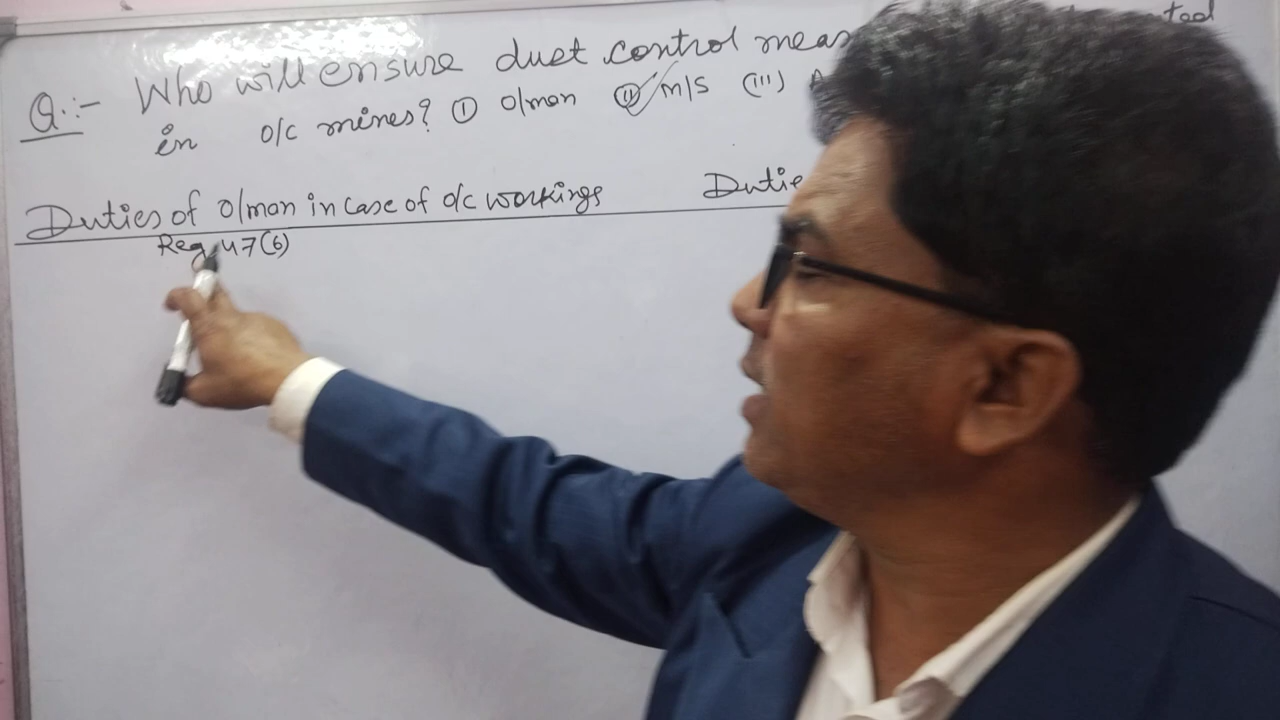 Q.:- Who will ensure dust control meas
in o/c mines? ① O/man ② m/s (iii)
Duties of O/man in case of o/c workings Dutie
Reg 47(6)